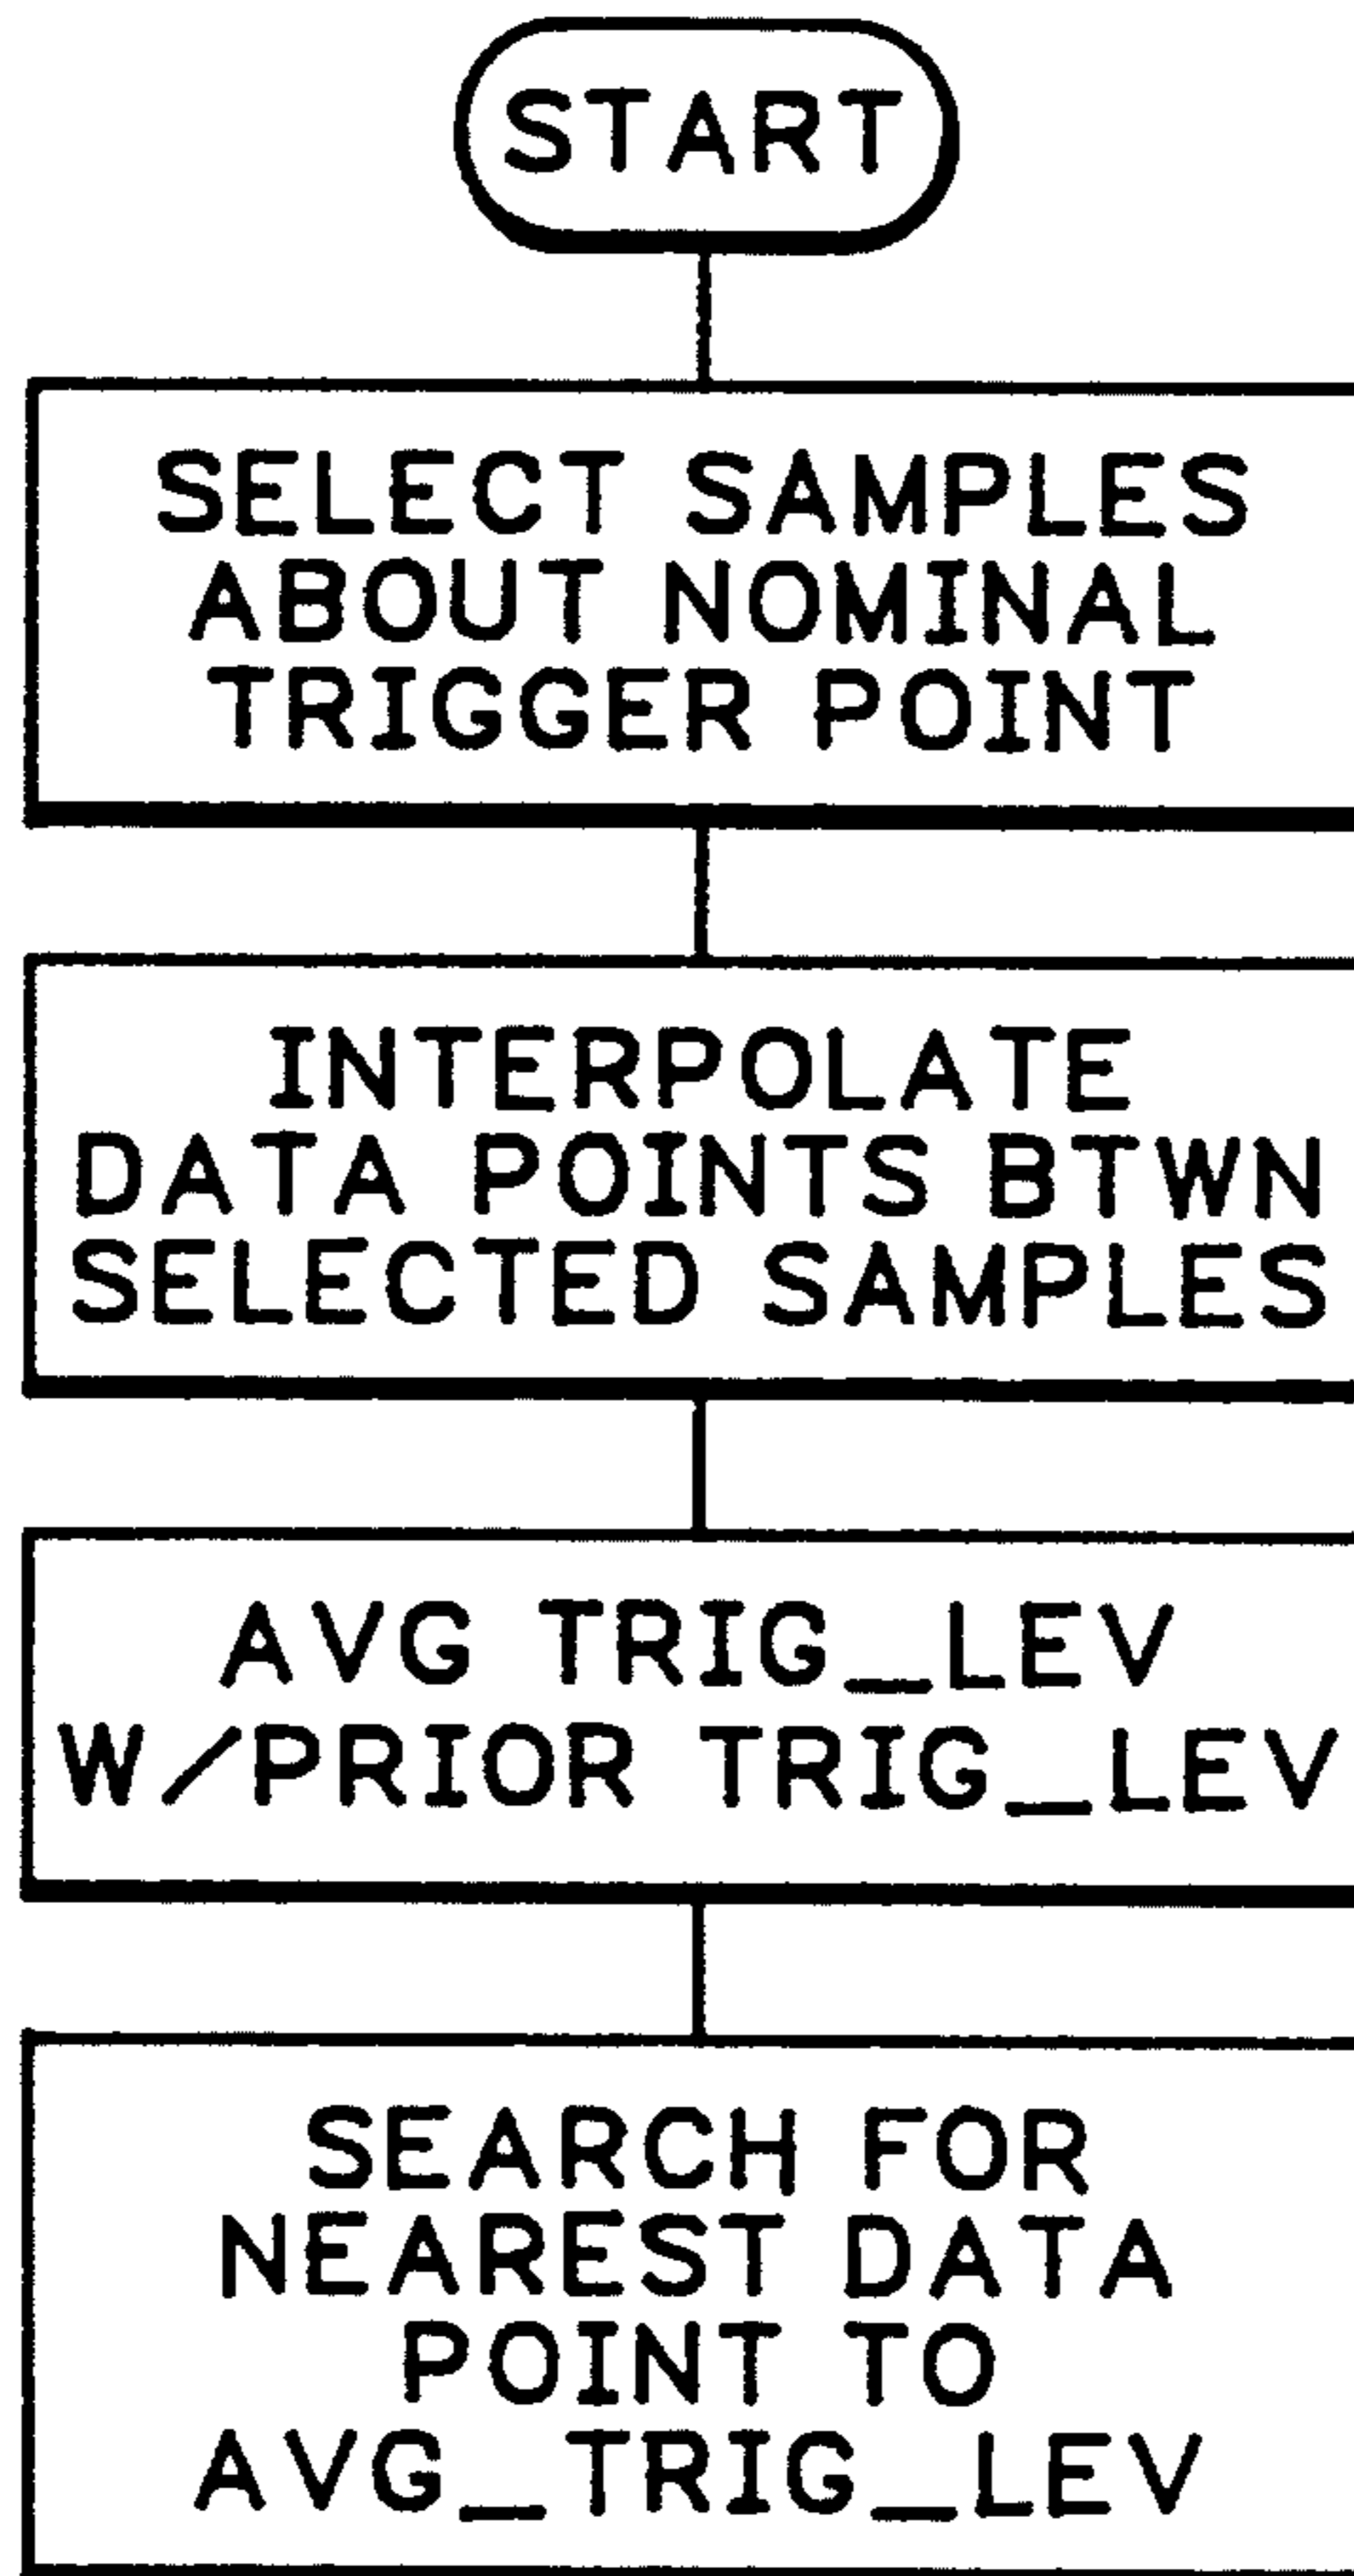 START
SELECT SAMPLES
ABOUT NOMINAL
TRIGGER POINT
INTERPOLATE
DATA POINTS BTWN
SELECTED SAMPLES
AVG TRIG_LEV
W/PRIOR TRIG_LEV
SEARCH FOR
NEAREST DATA
POINT TO
AVG_TRIG_LEV